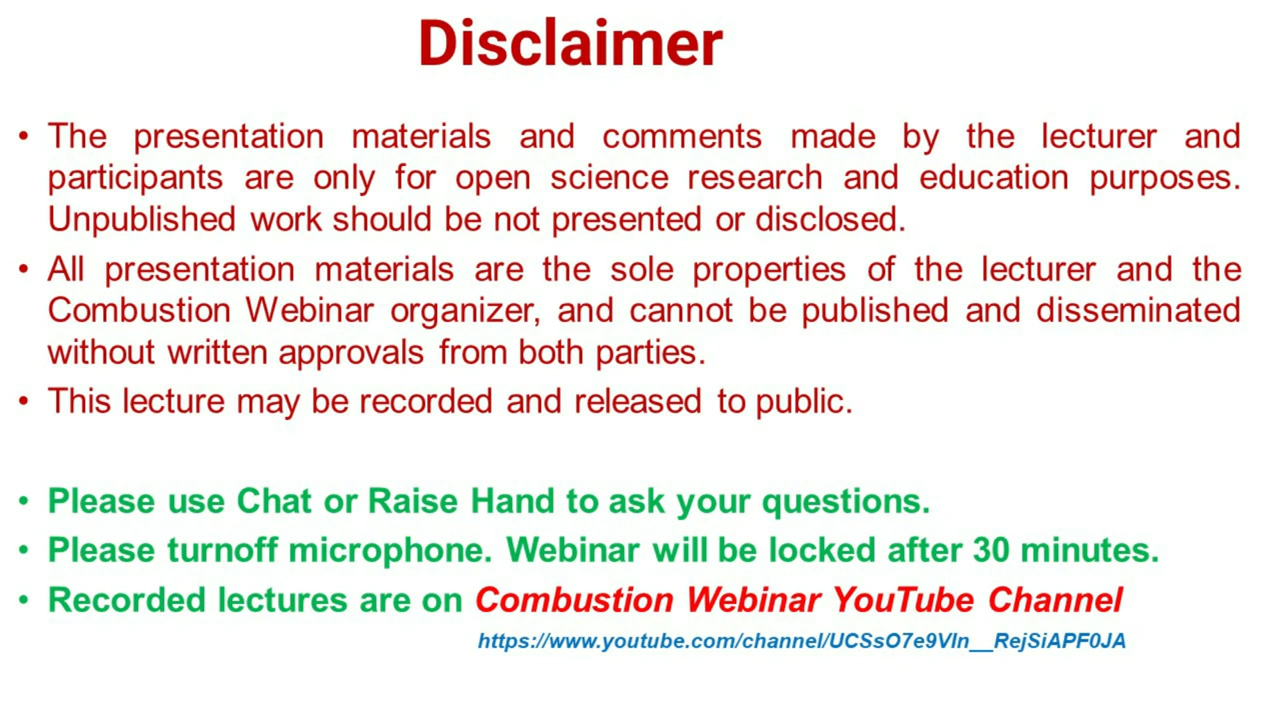 Disclaimer
• The presentation materials and comments made by the lecturer and
participants are only for open science research and education purposes.
Unpublished work should be not presented or disclosed.
• All presentation materials are the sole properties of the lecturer and the
Combustion Webinar organizer, and cannot be published and disseminated
without written approvals from both parties.
• This lecture may be recorded and released to public.
• Please use Chat or Raise Hand to ask your questions.
• Please turnoff microphone. Webinar will be locked after 30 minutes.
• Recorded lectures are on Combustion Webinar YouTube Channel
https://www.youtube.com/channel/UCSsO7e9VIn__RejSiAPF0JA